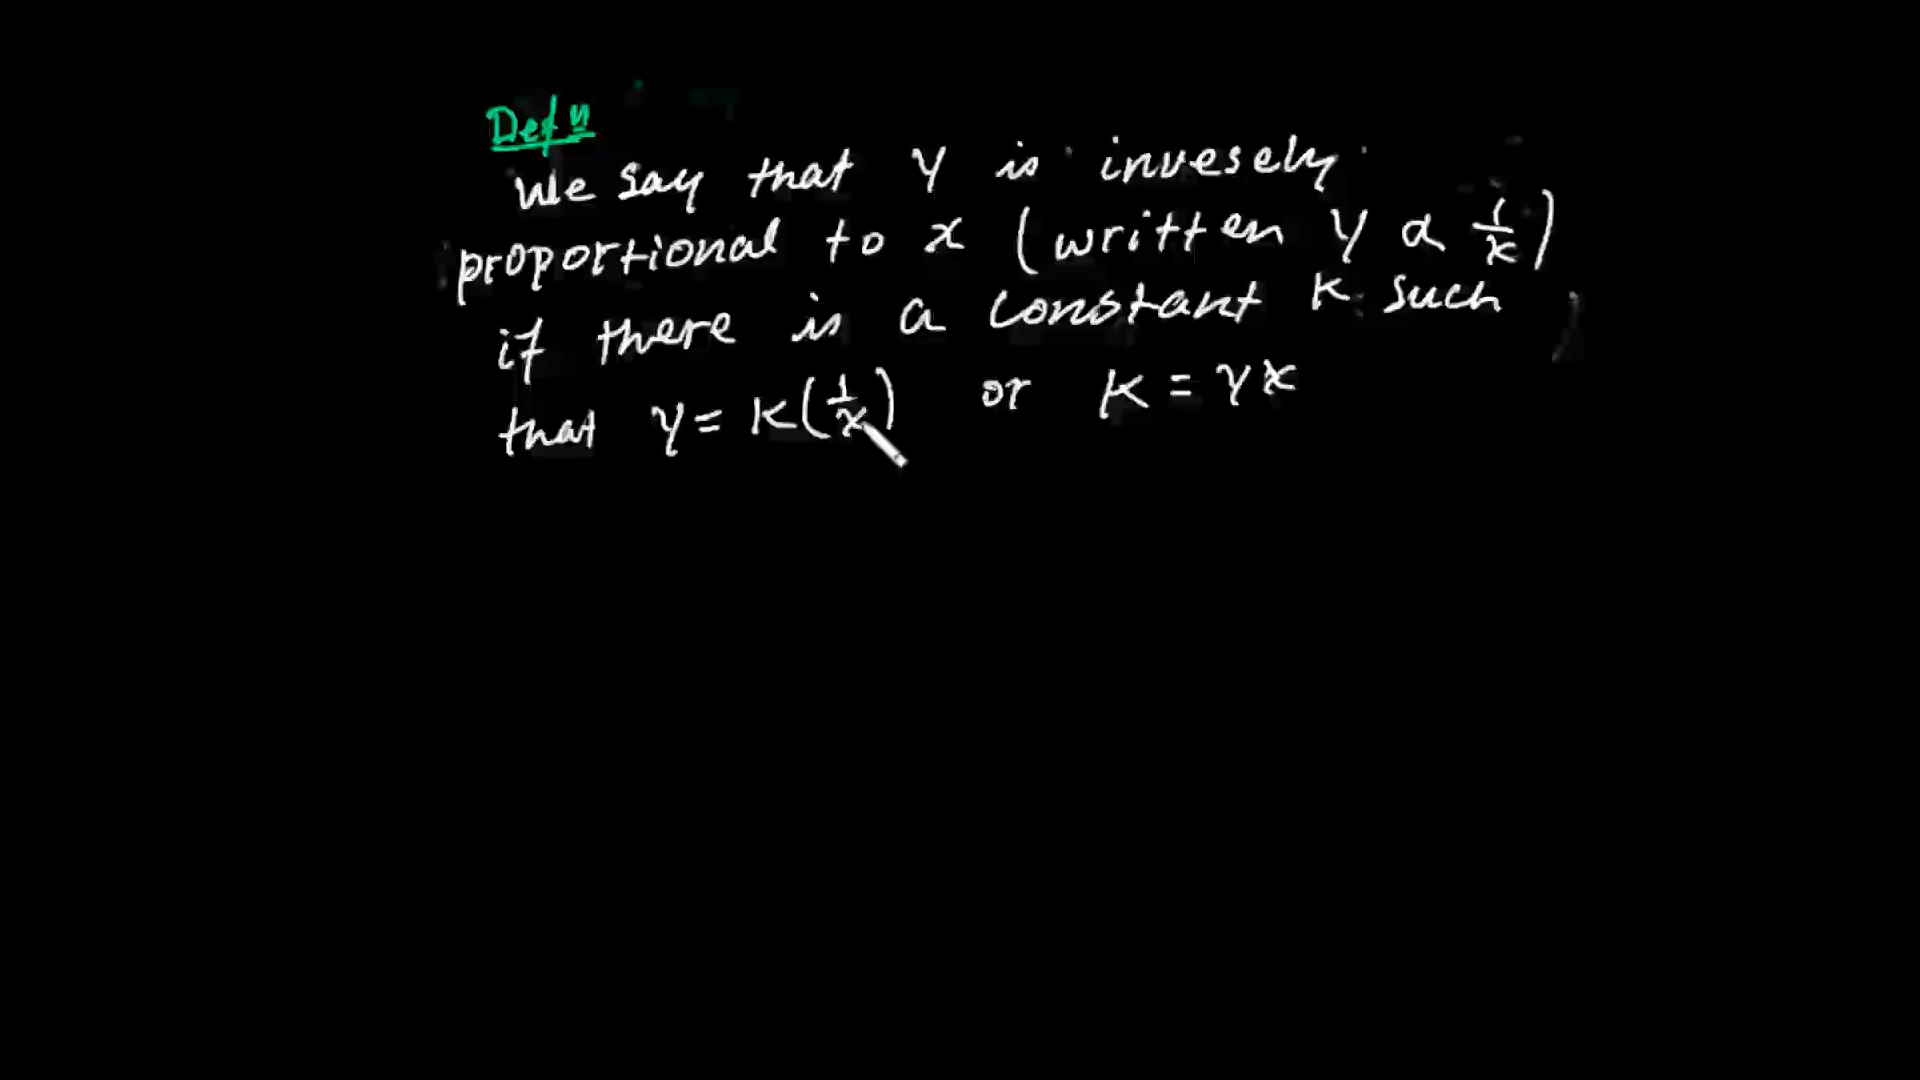 Defn
We say that Y is invesely
proportional to x (written Y α 1/x)
if there is a constant K such
that Y = K(1/x) or K = Yx